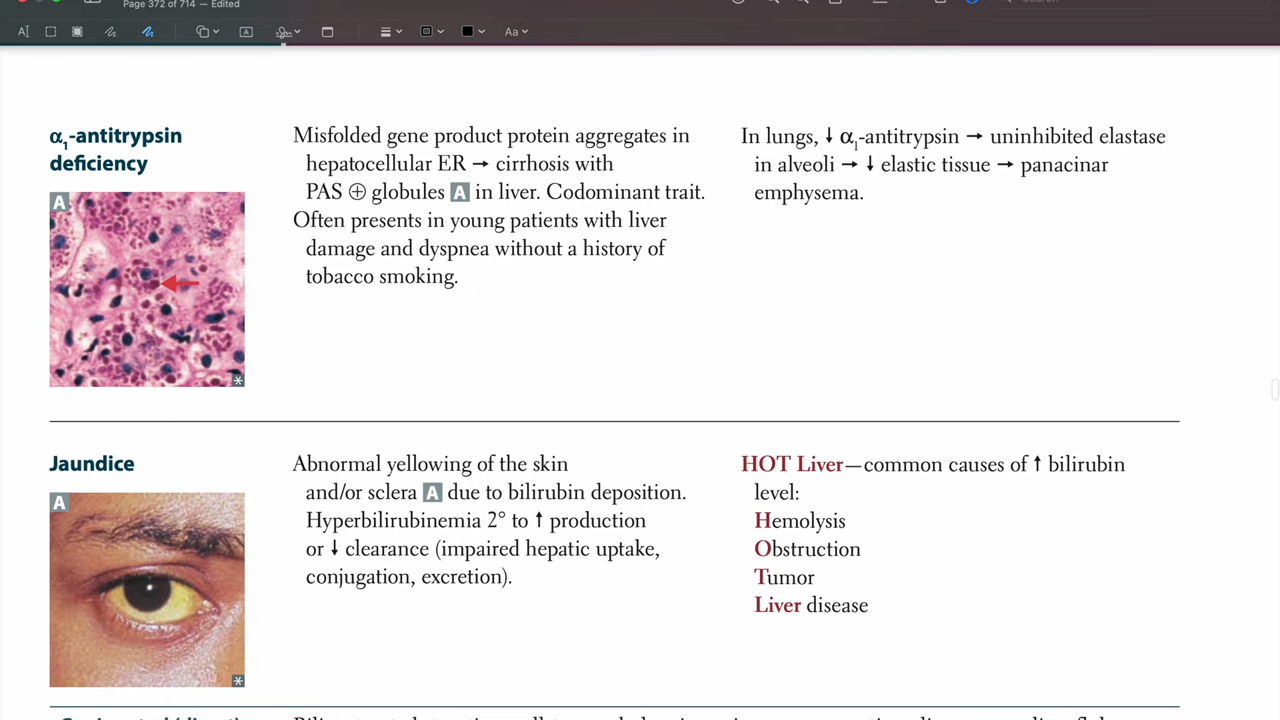 Page 372 of 714 — Edited
Aa
α1-antitrypsin
deficiency
A
Misfolded gene product protein aggregates in
hepatocellular ER → cirrhosis with
PAS ⊕ globules A in liver. Codominant trait.
Often presents in young patients with liver
damage and dyspnea without a history of
tobacco smoking.
In lungs, ↓ α1-antitrypsin → uninhibited elastase
in alveoli → ↓ elastic tissue → panacinar
emphysema.
Jaundice
A
Abnormal yellowing of the skin
and/or sclera A due to bilirubin deposition.
Hyperbilirubinemia 2° to ↑ production
or ↓ clearance (impaired hepatic uptake,
conjugation, excretion).
HOT Liver—common causes of ↑ bilirubin
level:
Hemolysis
Obstruction
Tumor
Liver disease